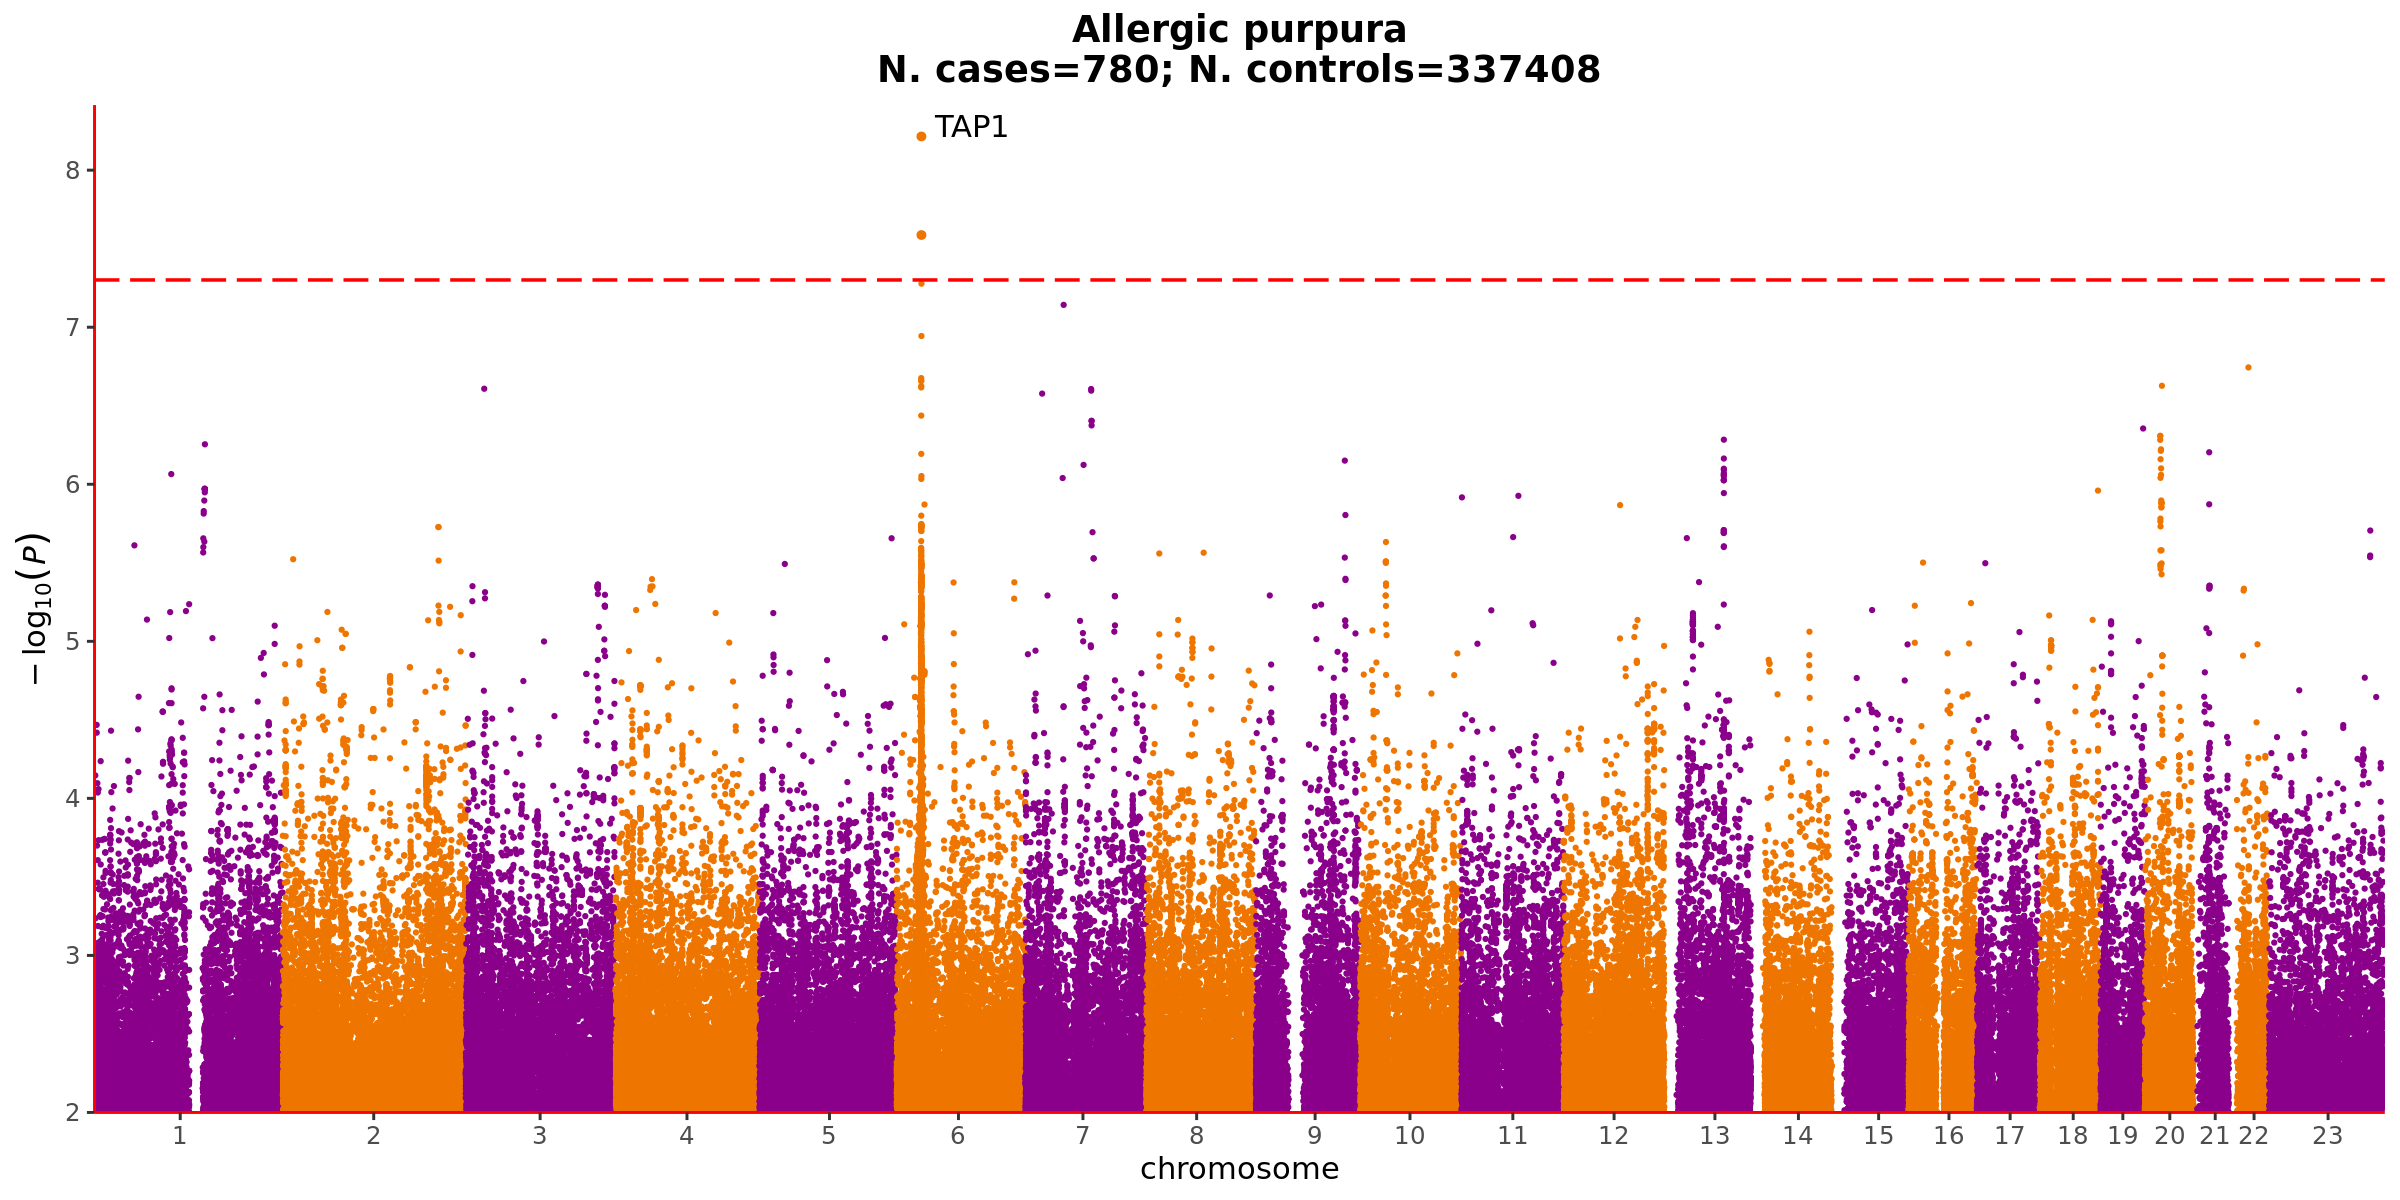 Allergic purpura
N. cases=780; N. controls=337408
TAP1
8
7
6
5
4
3
2
− log₁₀(P)
1 2 3 4 5 6 7 8 9 10 11 12 13 14 15 16 17 18 19 20 21 22 23
chromosome